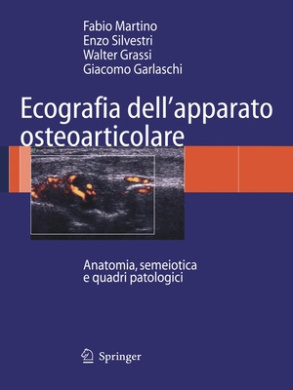 Fabio Martino
Enzo Silvestri
Walter Grassi
Giacomo Garlaschi
Ecografia dell'apparato
osteoarticolare
Anatomia, semeiotica
e quadri patologici
Springer